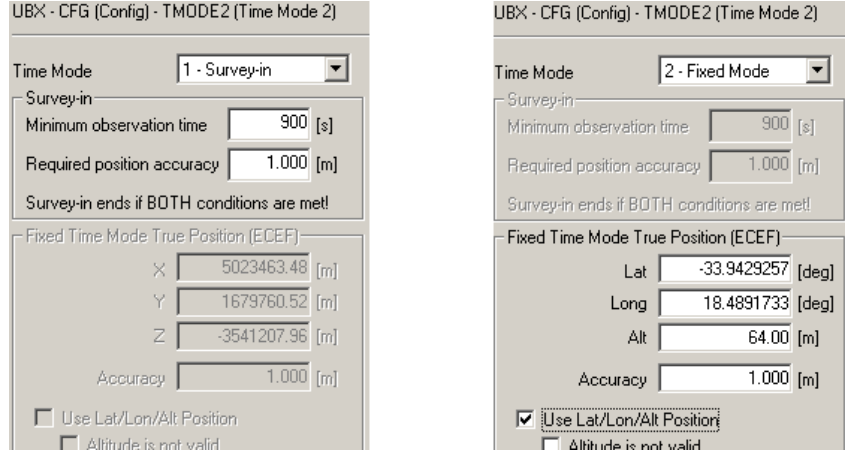 UBX - CFG (Config) - TMODE2 (Time Mode 2)
Time Mode 1 - Survey-in
Survey-in
Minimum observation time 900 [s]
Required position accuracy 1.000 [m]
Survey-in ends if BOTH conditions are met!
Fixed Time Mode True Position (ECEF)
X 5023463.48 [m]
Y 1679760.52 [m]
Z -3541207.96 [m]
Accuracy 1.000 [m]
Use Lat/Lon/Alt Position
Altitude is not valid
UBX - CFG (Config) - TMODE2 (Time Mode 2)
Time Mode 2 - Fixed Mode
Survey-in
Minimum observation time 900 [s]
Required position accuracy 1.000 [m]
Survey-in ends if BOTH conditions are met!
Fixed Time Mode True Position (ECEF)
Lat -33.9429257 [deg]
Long 18.4891733 [deg]
Alt 64.00 [m]
Accuracy 1.000 [m]
Use Lat/Lon/Alt Position
Altitude is not valid